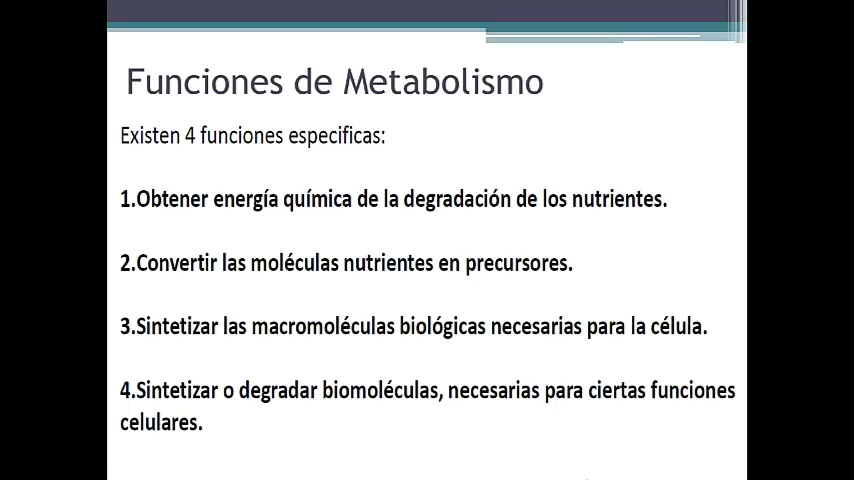 Funciones de Metabolismo
Existen 4 funciones especificas:
1.Obtener energía química de la degradación de los nutrientes.
2.Convertir las moléculas nutrientes en precursores.
3.Sintetizar las macromoléculas biológicas necesarias para la célula.
4.Sintetizar o degradar biomoléculas, necesarias para ciertas funciones
celulares.